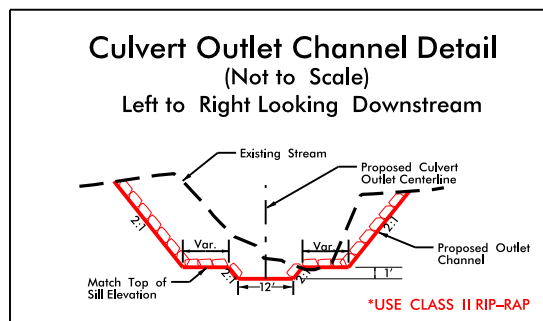 Culvert Outlet Channel Detail
(Not to Scale)
Left to Right Looking Downstream
Existing Stream
Proposed Culvert
Outlet Centerline
2:1
2:1
Var.
Var.
Proposed Outlet
Channel
Match Top of
Sill Elevation
2:1
12'
2:1
1'
*USE CLASS II RIP-RAP